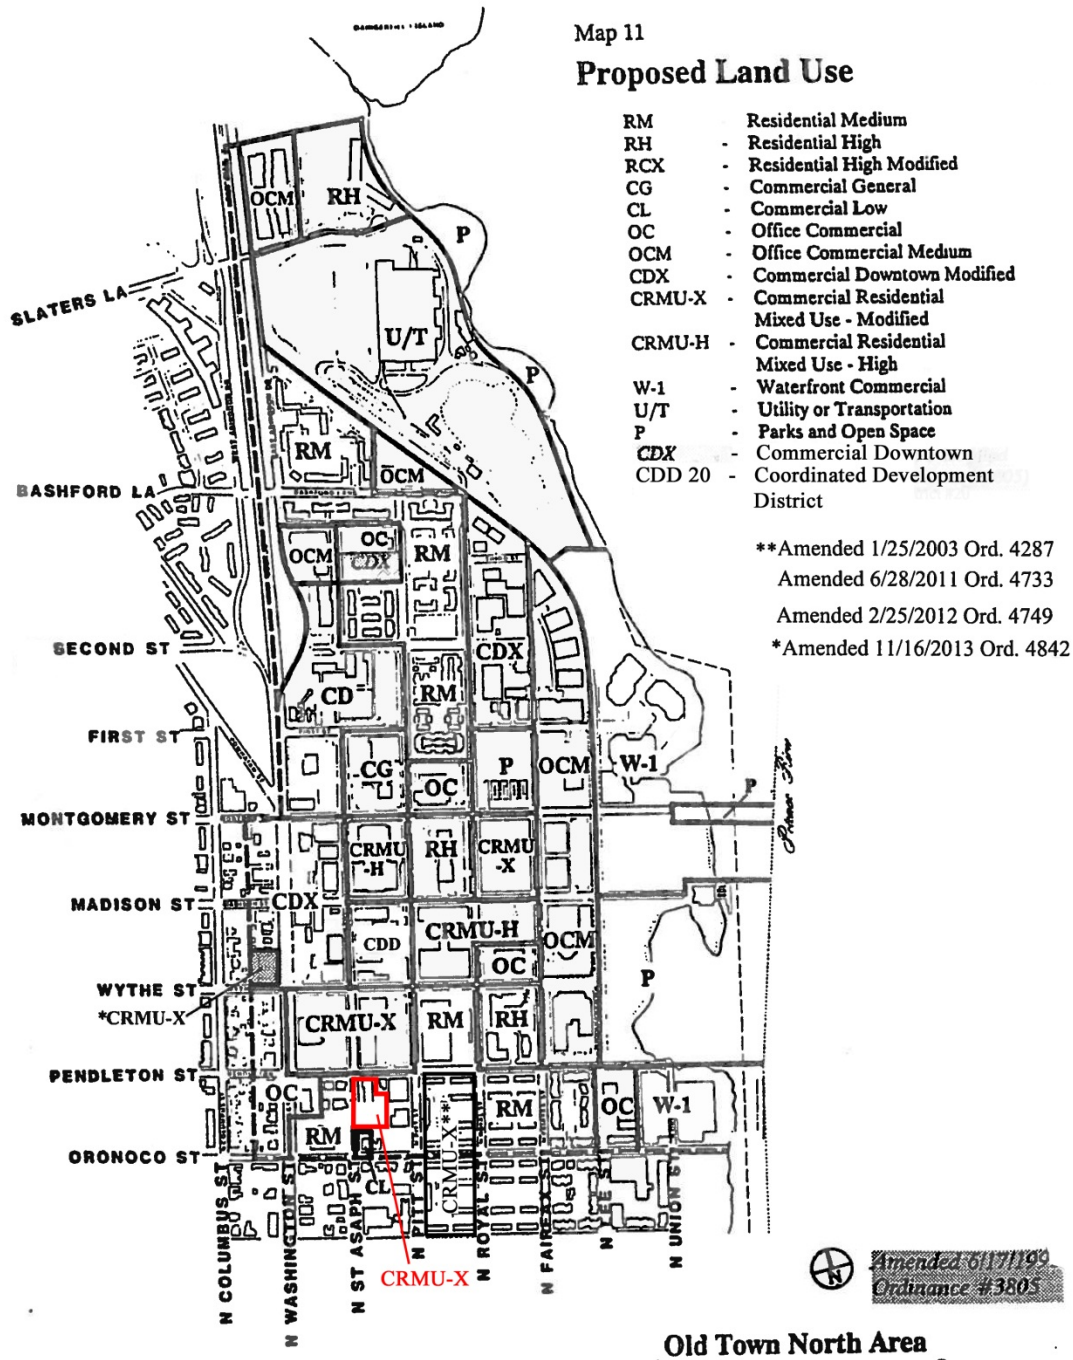 DAINGERFIELD ISLAND
Map 11
Proposed Land Use
RM Residential Medium
RH - Residential High
RCX - Residential High Modified
CG - Commercial General
CL - Commercial Low
OC - Office Commercial
OCM - Office Commercial Medium
CDX - Commercial Downtown Modified
CRMU-X - Commercial Residential
Mixed Use - Modified
CRMU-H - Commercial Residential
Mixed Use - High
W-1 - Waterfront Commercial
U/T - Utility or Transportation
P - Parks and Open Space
CDX - Commercial Downtown
CDD 20 - Coordinated Development
District
**Amended 1/25/2003 Ord. 4287
Amended 6/28/2011 Ord. 4733
Amended 2/25/2012 Ord. 4749
*Amended 11/16/2013 Ord. 4842
OCM RH
P
SLATERS LA
U/T
P
RM
OCM
BASHFORD LA
OCM OC RM
CDX
SECOND ST
CDX
CD RM
FIRST ST
CG OC P OCM W-1
P
MONTGOMERY ST
Potomac River
CRMU
-H
RH
CRMU
-X
MADISON ST
CDX
CDD
CRMU-H
OC
OCM
P
WYTHE ST
*CRMU-X
CRMU-X RM RH
PENDLETON ST
OC
RM
CRMU-X**
RM
OC W-1
ORONOCO ST
CL
CRMU-X
N COLUMBUS ST
N WASHINGTON ST
N ST ASAPH ST
N PITT ST
N ROYAL ST
N FAIRFAX ST
N LEE ST
N UNION ST
N
Amended 6/17/199
Ordinance #3805
Old Town North Area